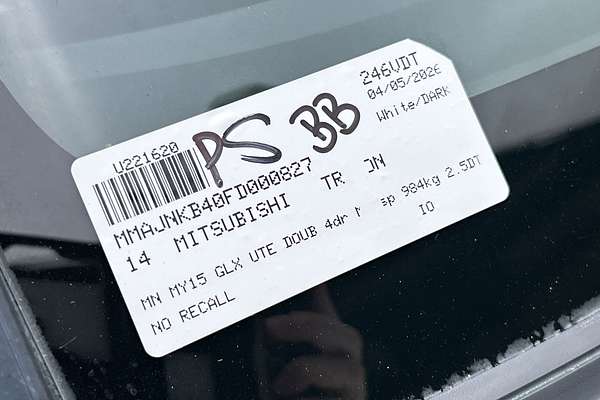 U221620
PS BB
246VDT
04/05/2026
White/DARK
MMAJNKB40FD000827
14 MITSUBISHI TR ON
MN MY15 GLX UTE DOUB 4dr M sp 984kg 2.5DT
NO RECALL IO